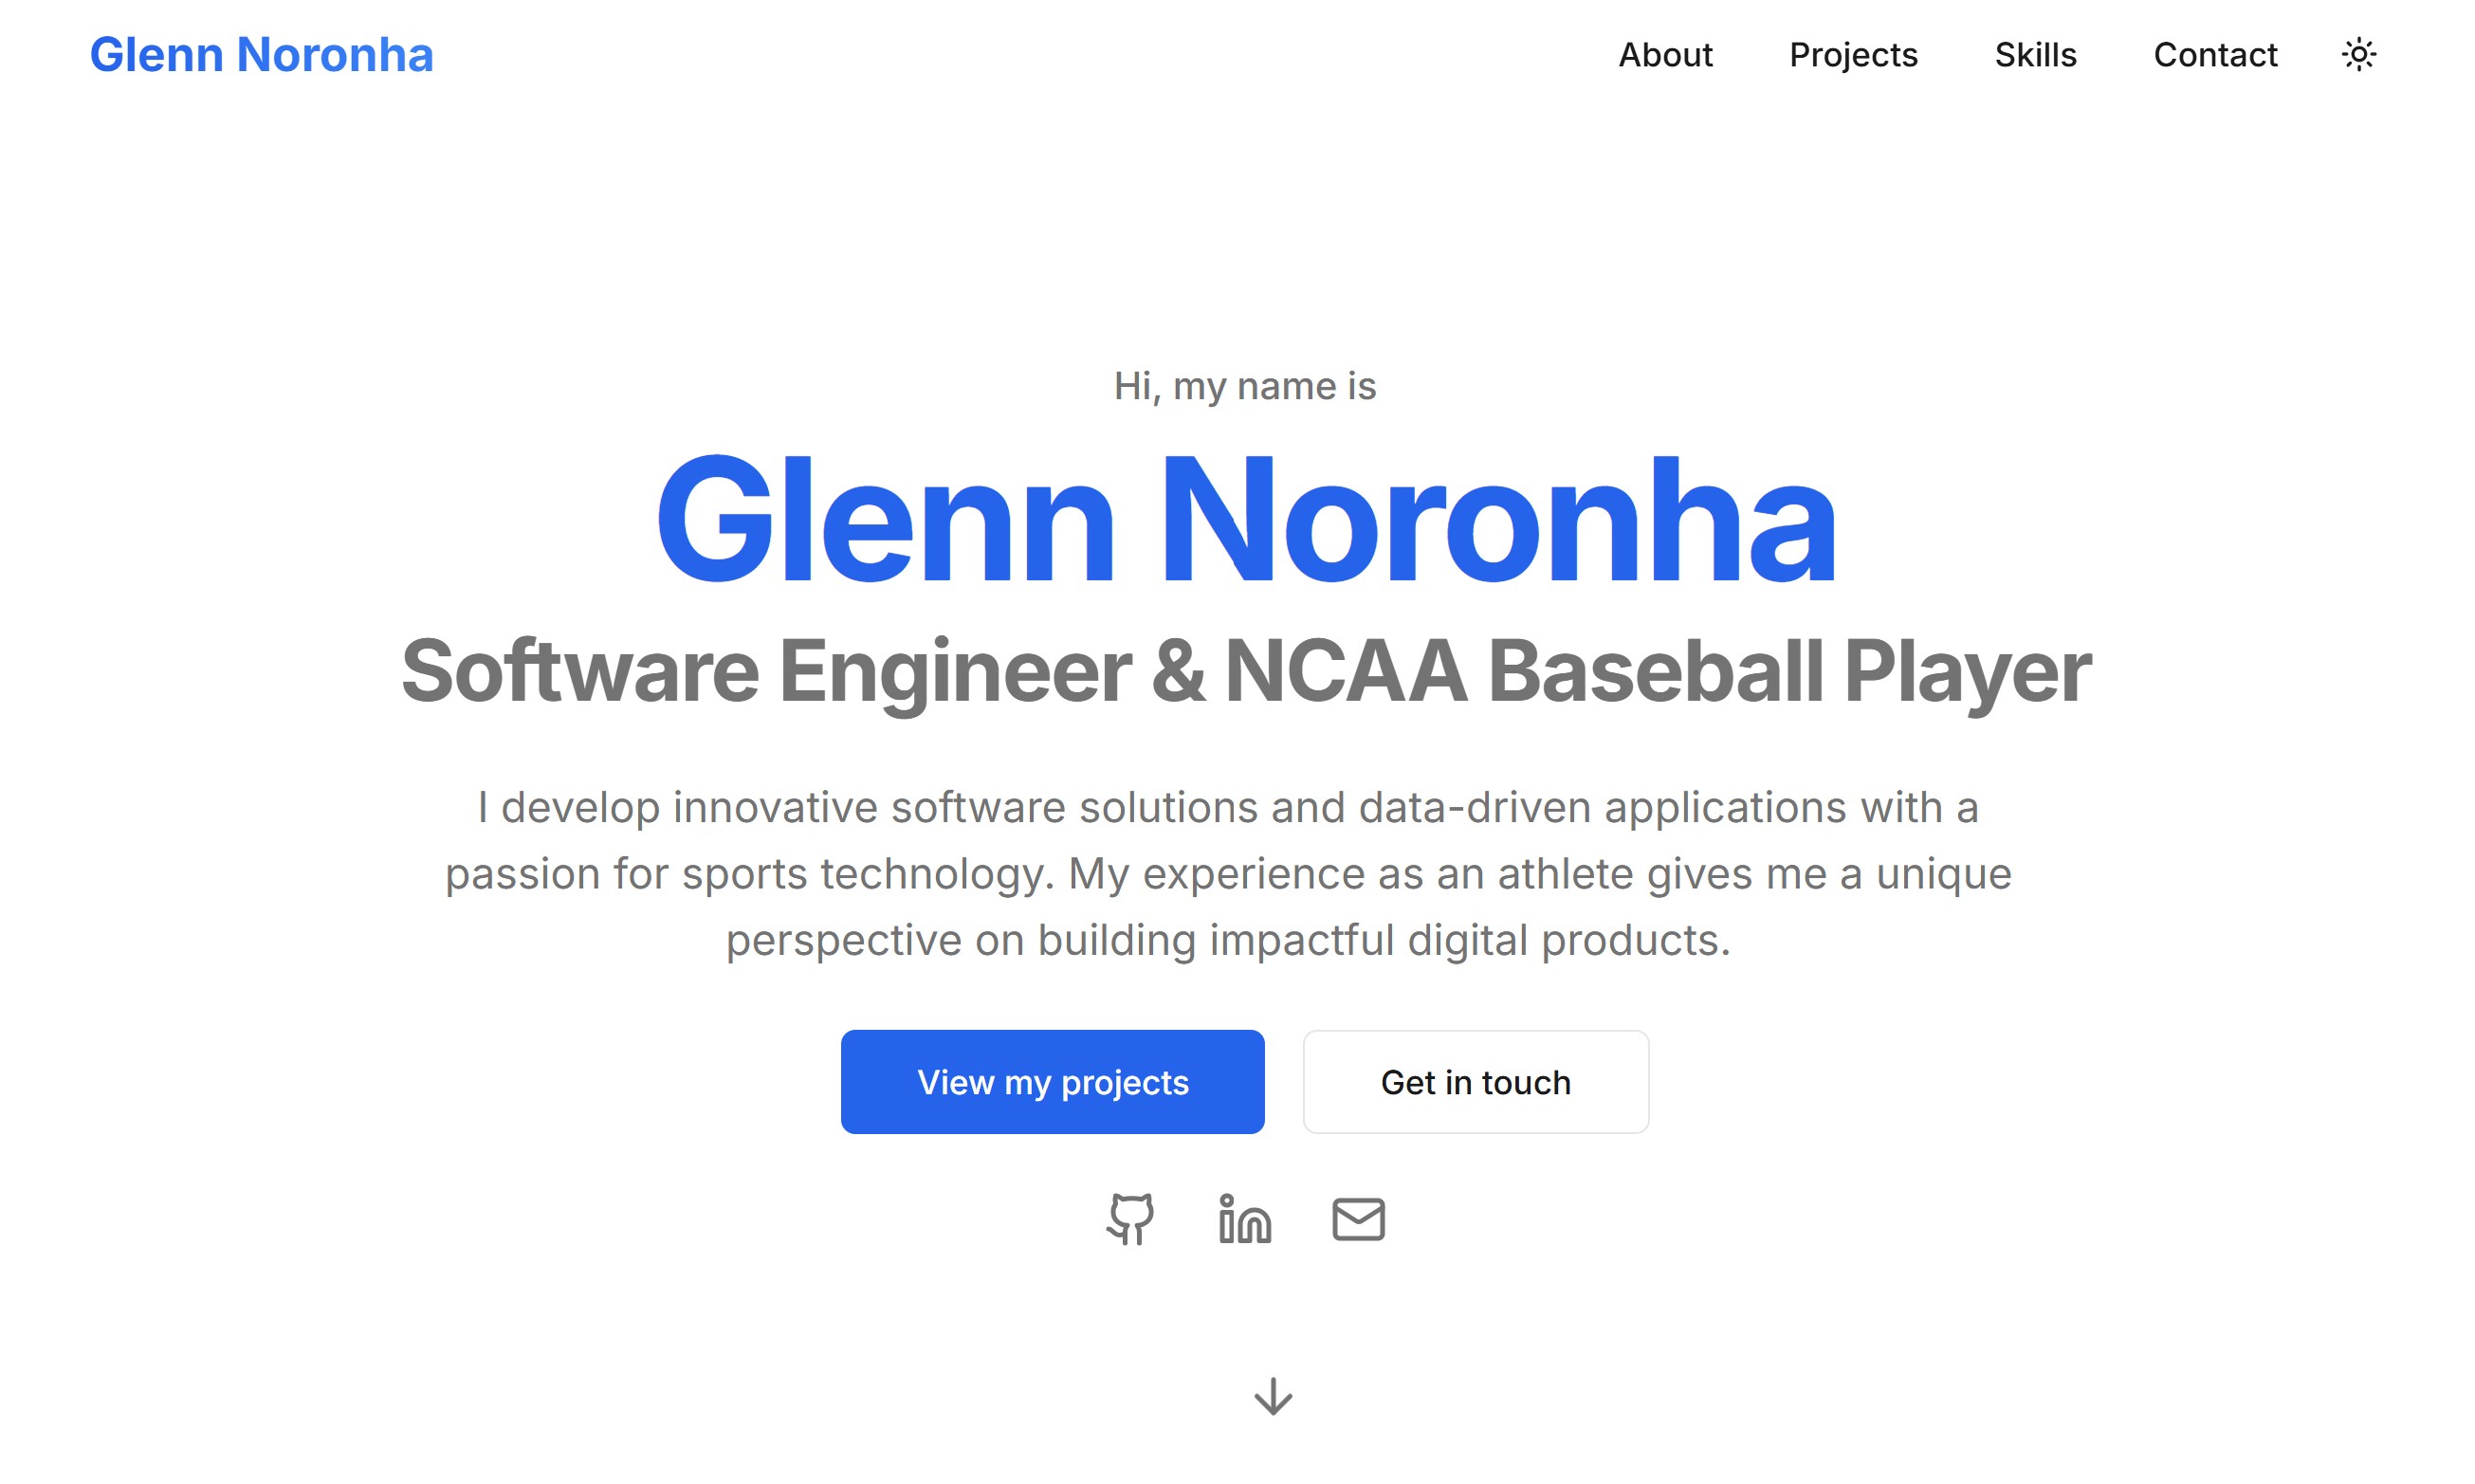 Glenn Noronha
About Projects Skills Contact
Hi, my name is
Glenn Noronha
Software Engineer & NCAA Baseball Player
I develop innovative software solutions and data-driven applications with a
passion for sports technology. My experience as an athlete gives me a unique
perspective on building impactful digital products.
View my projects
Get in touch